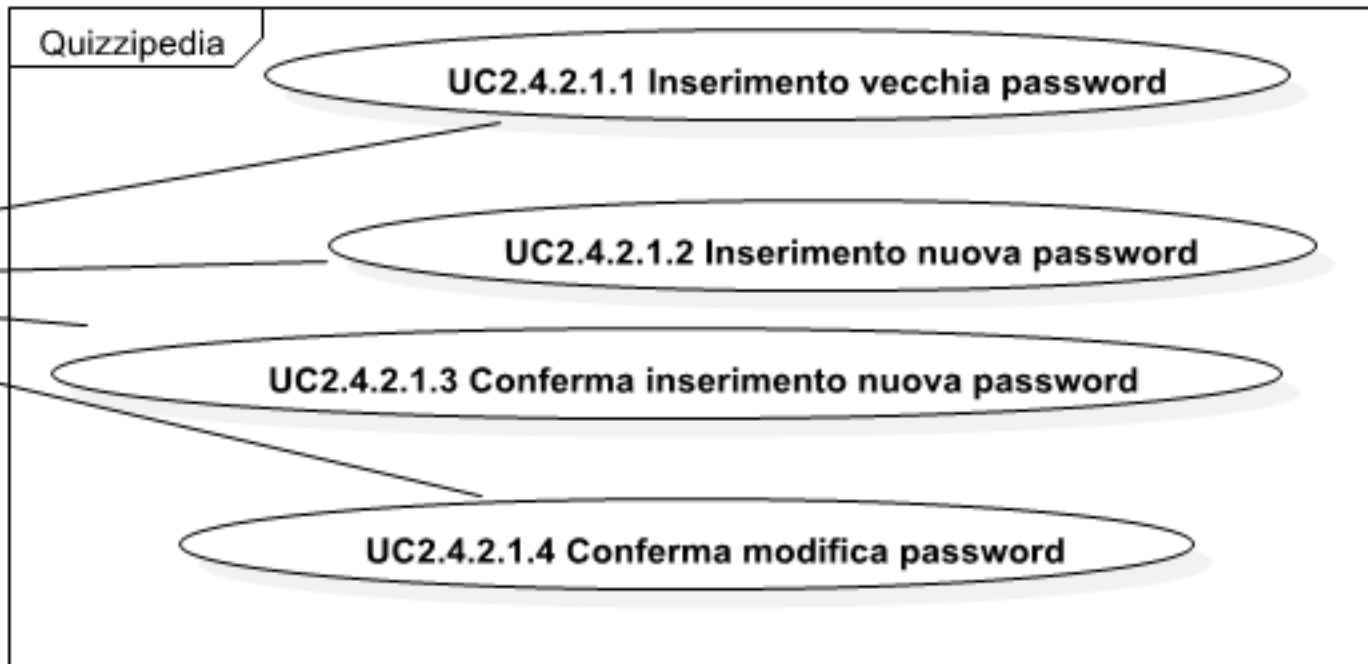 Quizzipedia
UC2.4.2.1.1 Inserimento vecchia password
UC2.4.2.1.2 Inserimento nuova password
UC2.4.2.1.3 Conferma inserimento nuova password
UC2.4.2.1.4 Conferma modifica password